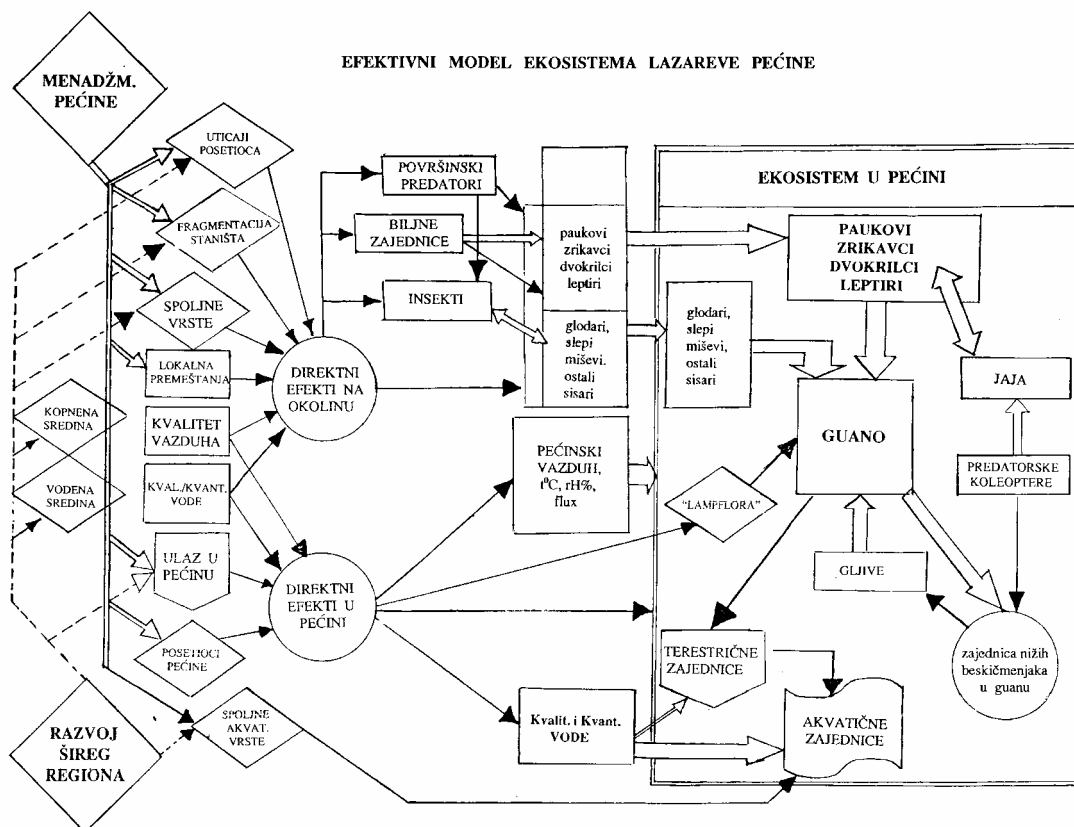 EFEKTIVNI MODEL EKOSISTEMA LAZAREVE PEĆINE
MENADŽM.
PEĆINE
UTICAJI
POSETIOCA
FRAGMENTACIJA
STANIŠTA
SPOLJNE
VRSTE
LOKALNA
PREMEŠTANJA
KOPNENA
SREDINA
KVALITET
VAZDUHA
VODENA
SREDINA
KVAL./KVANT.
VODE
ULAZ U
PEĆINU
POSETIOCI
PEĆINE
RAZVOJ
ŠIREG
REGIONA
SPOLJNE
AKVAT.
VRSTE
DIREKTNI
EFEKTI NA
OKOLINU
DIREKTNI
EFEKTI U
PEĆINI
POVRŠINSKI
PREDATORI
BILJNE
ZAJEDNICE
INSEKTI
paukovi
zrikavci
dvokrilci
leptiri
glodari,
slepi
miševi.
ostali
sisari
PEĆINSKI
VAZDUH,
t⁰C, rH%,
flux
Kvalit. i Kvant.
VODE
EKOSISTEM U PEĆINI
PAUKOVI
ZRIKAVCI
DVOKRILCI
LEPTIRI
glodari,
slepi
miševi,
ostali
sisari
JAJA
GUANO
PREDATORSKE
KOLEOPTERE
"LAMPFLORA"
GLJIVE
TERESTRIČNE
ZAJEDNICE
zajednica nižih
beskičmenjaka
u guanu
AKVATIČNE
ZAJEDNICE